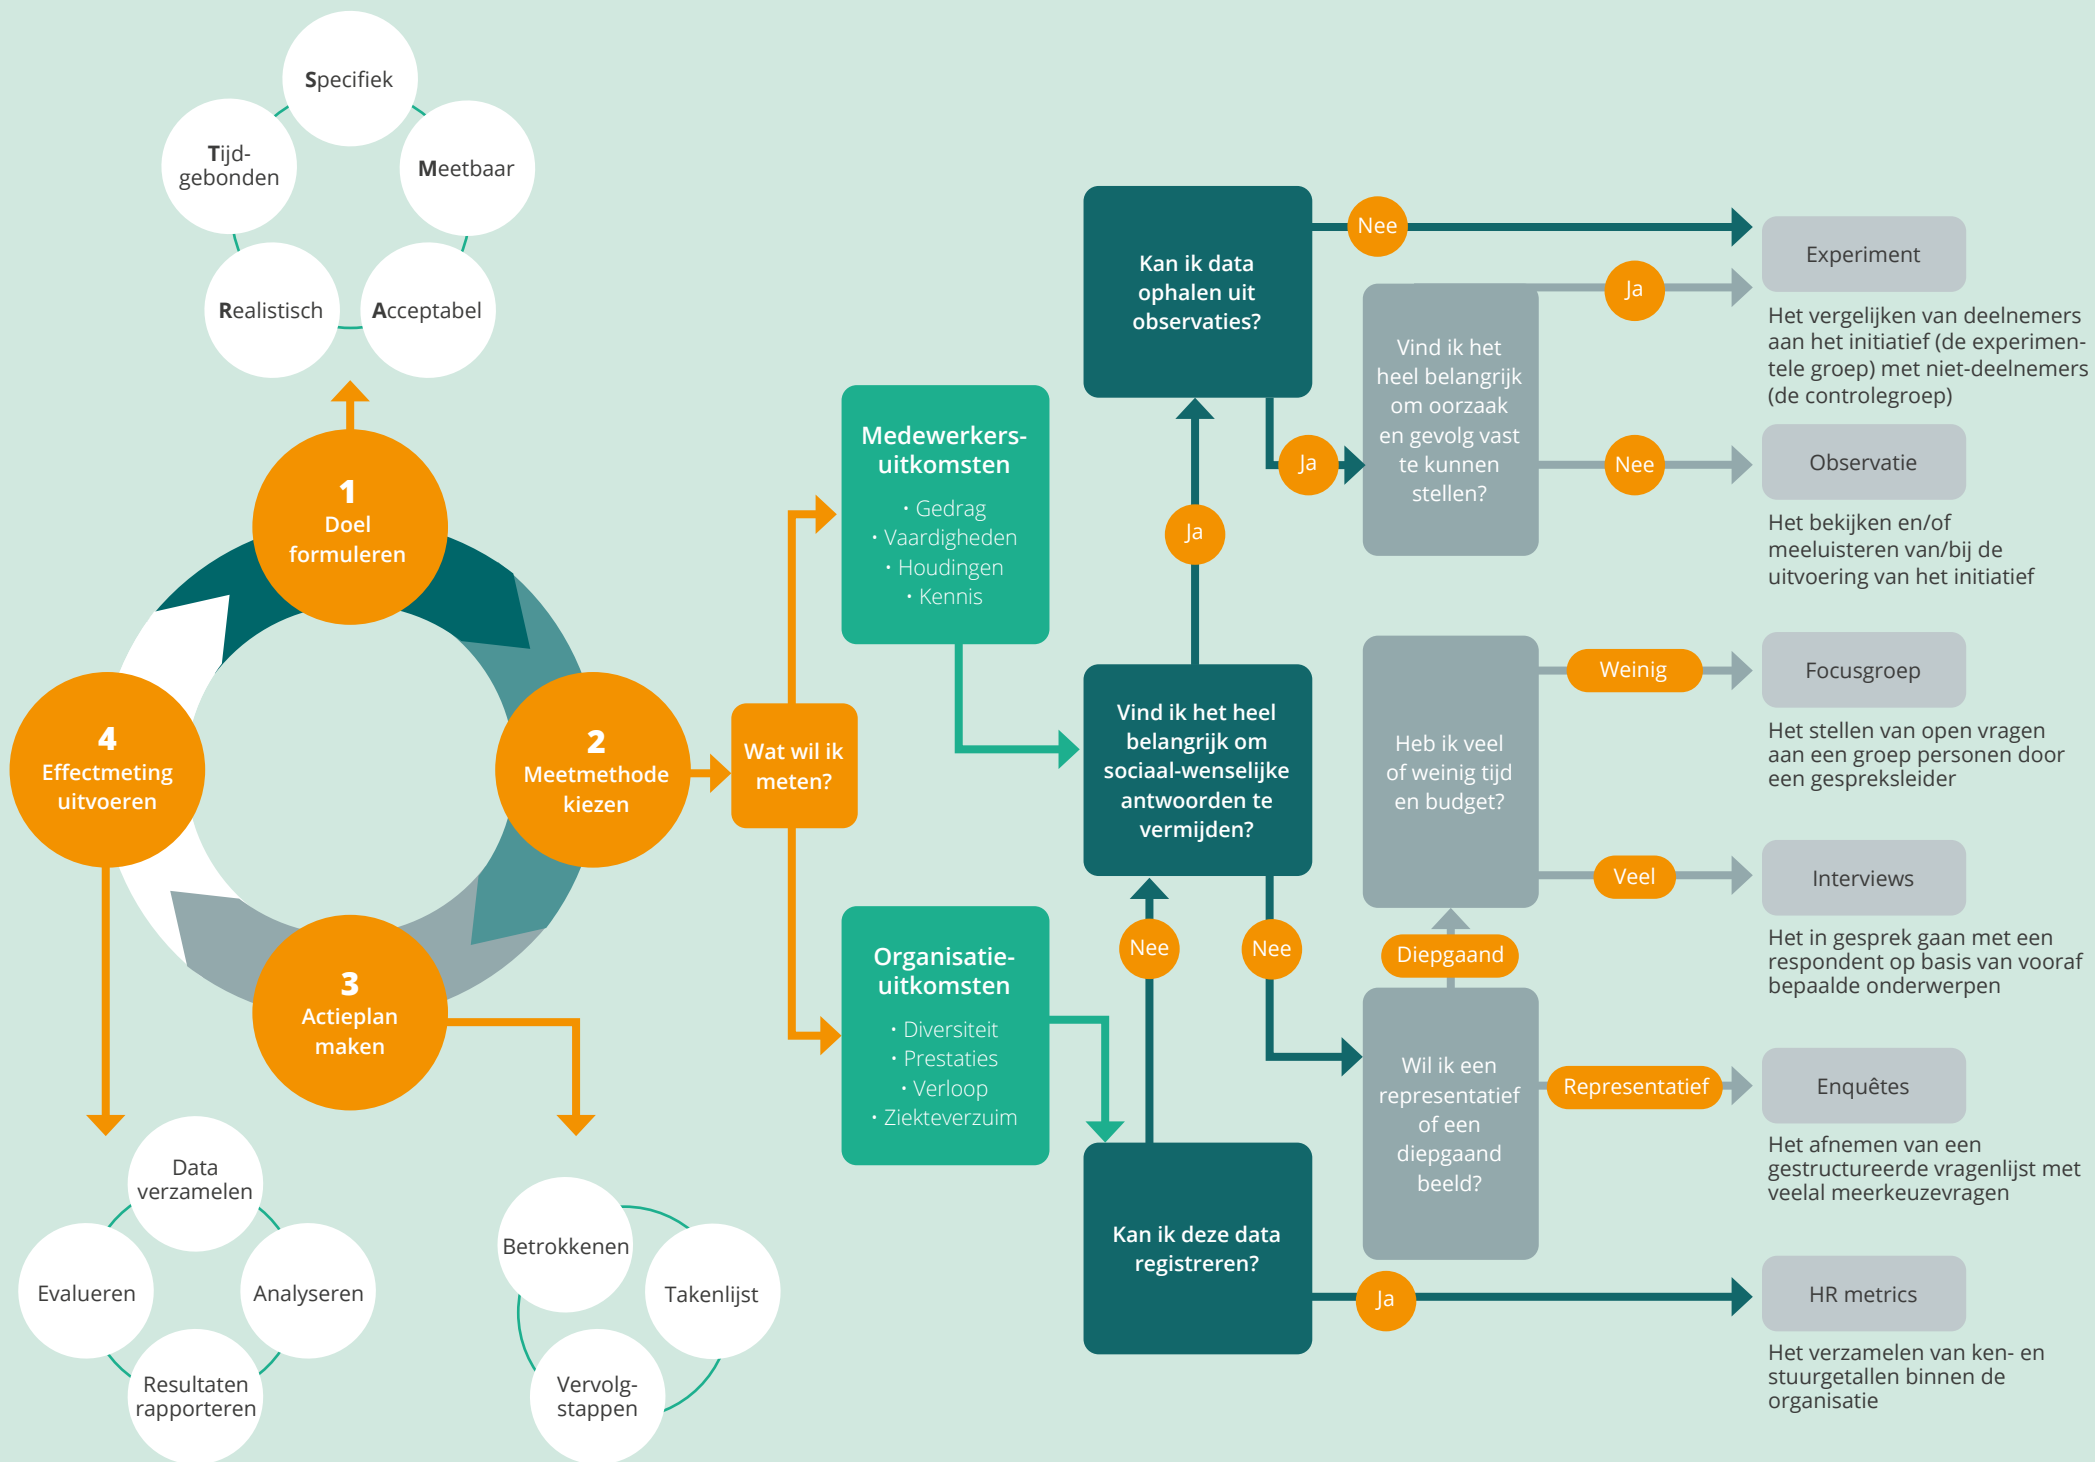 Specifiek
Meetbaar
Acceptabel
Realistisch
Tijd-
gebonden
1
Doel
formuleren
2
Meetmethode
kiezen
3
Actieplan
maken
4
Effectmeting
uitvoeren
Data
verzamelen
Analyseren
Resultaten
rapporteren
Evalueren
Betrokkenen
Takenlijst
Vervolg-
stappen
Wat wil ik
meten?
Medewerkers-
uitkomsten
• Gedrag
• Vaardigheden
• Houdingen
• Kennis
Organisatie-
uitkomsten
• Diversiteit
• Prestaties
• Verloop
• Ziekteverzuim
Kan ik data
ophalen uit
observaties?
Nee
Ja
Ja
Vind ik het heel
belangrijk om
sociaal-wenselijke
antwoorden te
vermijden?
Nee
Nee
Kan ik deze data
registreren?
Ja
Vind ik het
heel belangrijk
om oorzaak
en gevolg vast
te kunnen
stellen?
Ja
Nee
Heb ik veel
of weinig tijd
en budget?
Weinig
Veel
Diepgaand
Wil ik een
representatief
of een
diepgaand
beeld?
Representatief
Experiment
Het vergelijken van deelnemers
aan het initiatief (de experimen-
tele groep) met niet-deelnemers
(de controlegroep)
Observatie
Het bekijken en/of
meeluisteren van/bij de
uitvoering van het initiatief
Focusgroep
Het stellen van open vragen
aan een groep personen door
een gespreksleider
Interviews
Het in gesprek gaan met een
respondent op basis van vooraf
bepaalde onderwerpen
Enquêtes
Het afnemen van een
gestructureerde vragenlijst met
veelal meerkeuzevragen
HR metrics
Het verzamelen van ken- en
stuurgetallen binnen de
organisatie